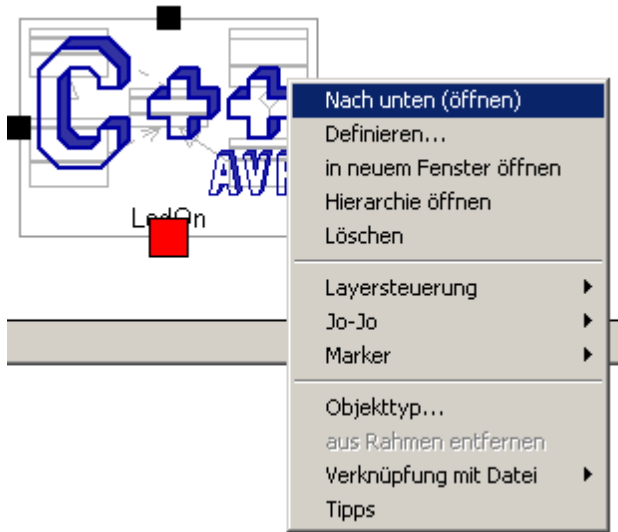 C++
AVR
LedOn
Nach unten (öffnen)
Definieren...
in neuem Fenster öffnen
Hierarchie öffnen
Löschen
Layersteuerung
Jo-Jo
Marker
Objekttyp...
aus Rahmen entfernen
Verknüpfung mit Datei
Tipps